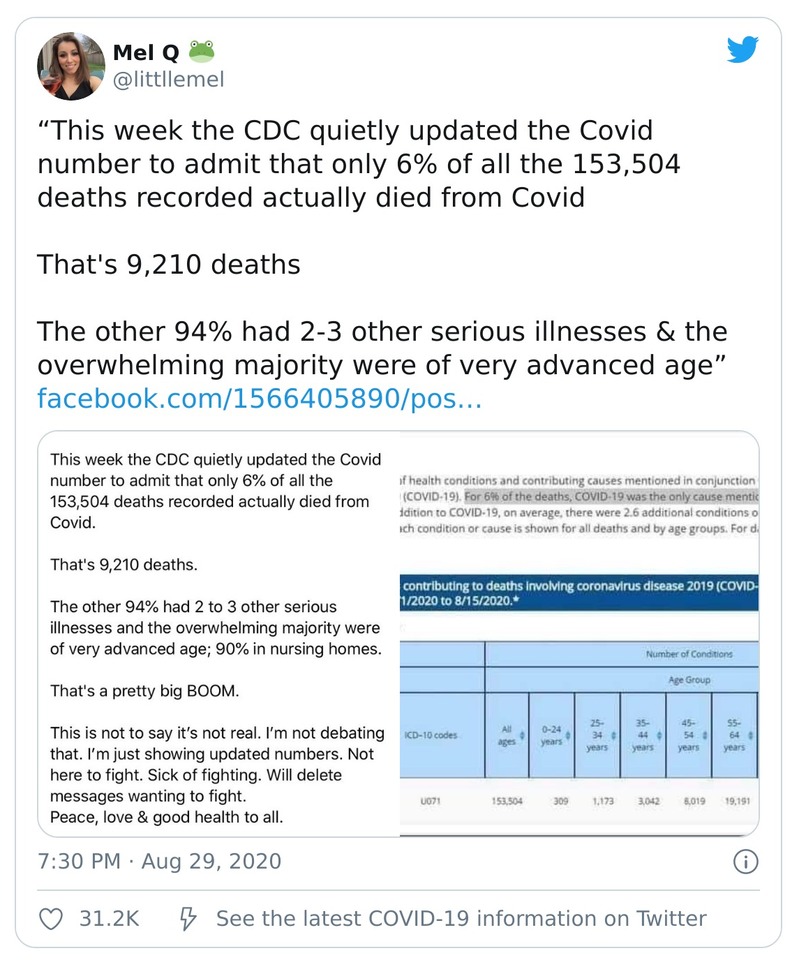 Mel Q 🐸
@littllemel
“This week the CDC quietly updated the Covid
number to admit that only 6% of all the 153,504
deaths recorded actually died from Covid
That's 9,210 deaths
The other 94% had 2-3 other serious illnesses & the
overwhelming majority were of very advanced age”
facebook.com/1566405890/pos…
This week the CDC quietly updated the Covid
number to admit that only 6% of all the
153,504 deaths recorded actually died from
Covid.
That's 9,210 deaths.
The other 94% had 2 to 3 other serious
illnesses and the overwhelming majority were
of very advanced age; 90% in nursing homes.
That's a pretty big BOOM.
This is not to say it’s not real. I’m not debating
that. I’m just showing updated numbers. Not
here to fight. Sick of fighting. Will delete
messages wanting to fight.
Peace, love & good health to all.
of health conditions and contributing causes mentioned in conjunction
(COVID-19). For 6% of the deaths, COVID-19 was the only cause
to COVID-19, on average, there were 2.6 additional conditions
condition or cause is shown for all deaths and by age groups. For
contributing to deaths involving coronavirus disease 2019 (COVID-
1/2020 to 8/15/2020.*
Number of Conditions
Age Group
ICD-10 codes
All ages
0-24 years
25-34 years
35-44 years
45-54 years
55-64 years
U071 153,504 309 1,173 3,042 8,019 19,191
7:30 PM · Aug 29, 2020
31.2K See the latest COVID-19 information on Twitter